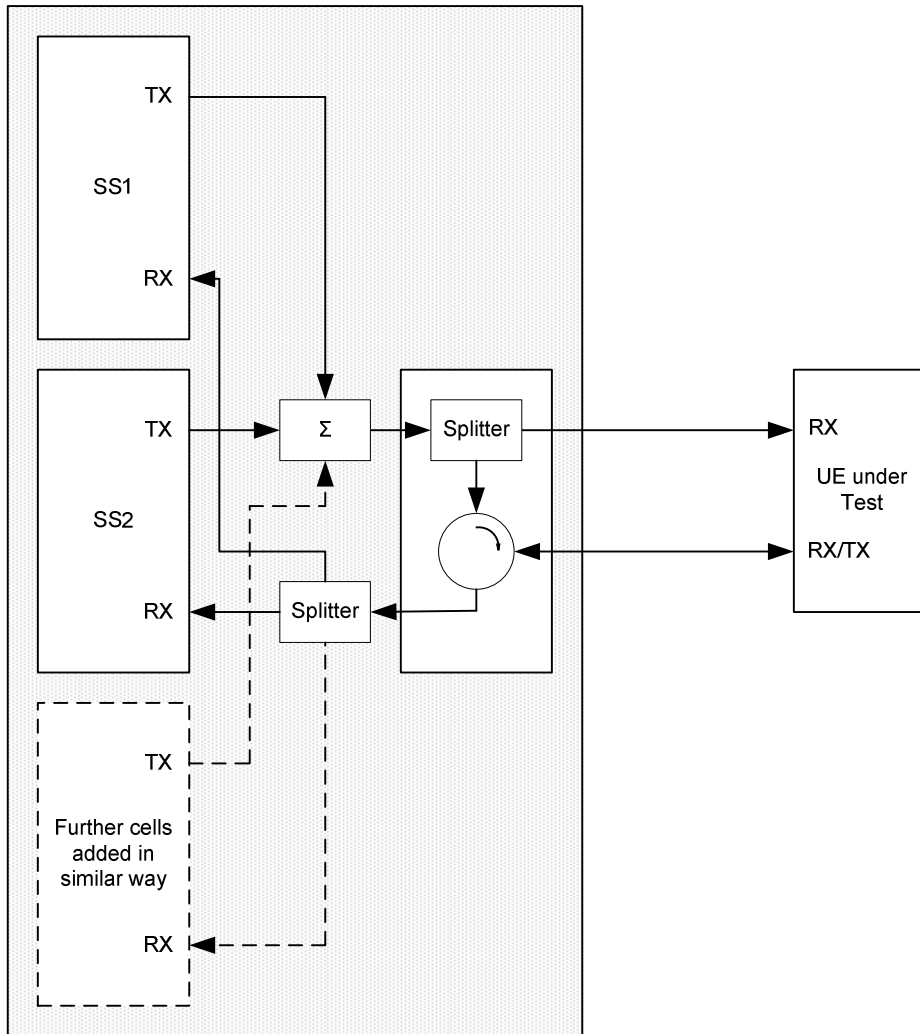 TX
SS1
RX
TX
SS2
RX
Σ
Splitter
Splitter
RX
UE under
Test
RX/TX
TX
Further cells
added in
similar way
RX